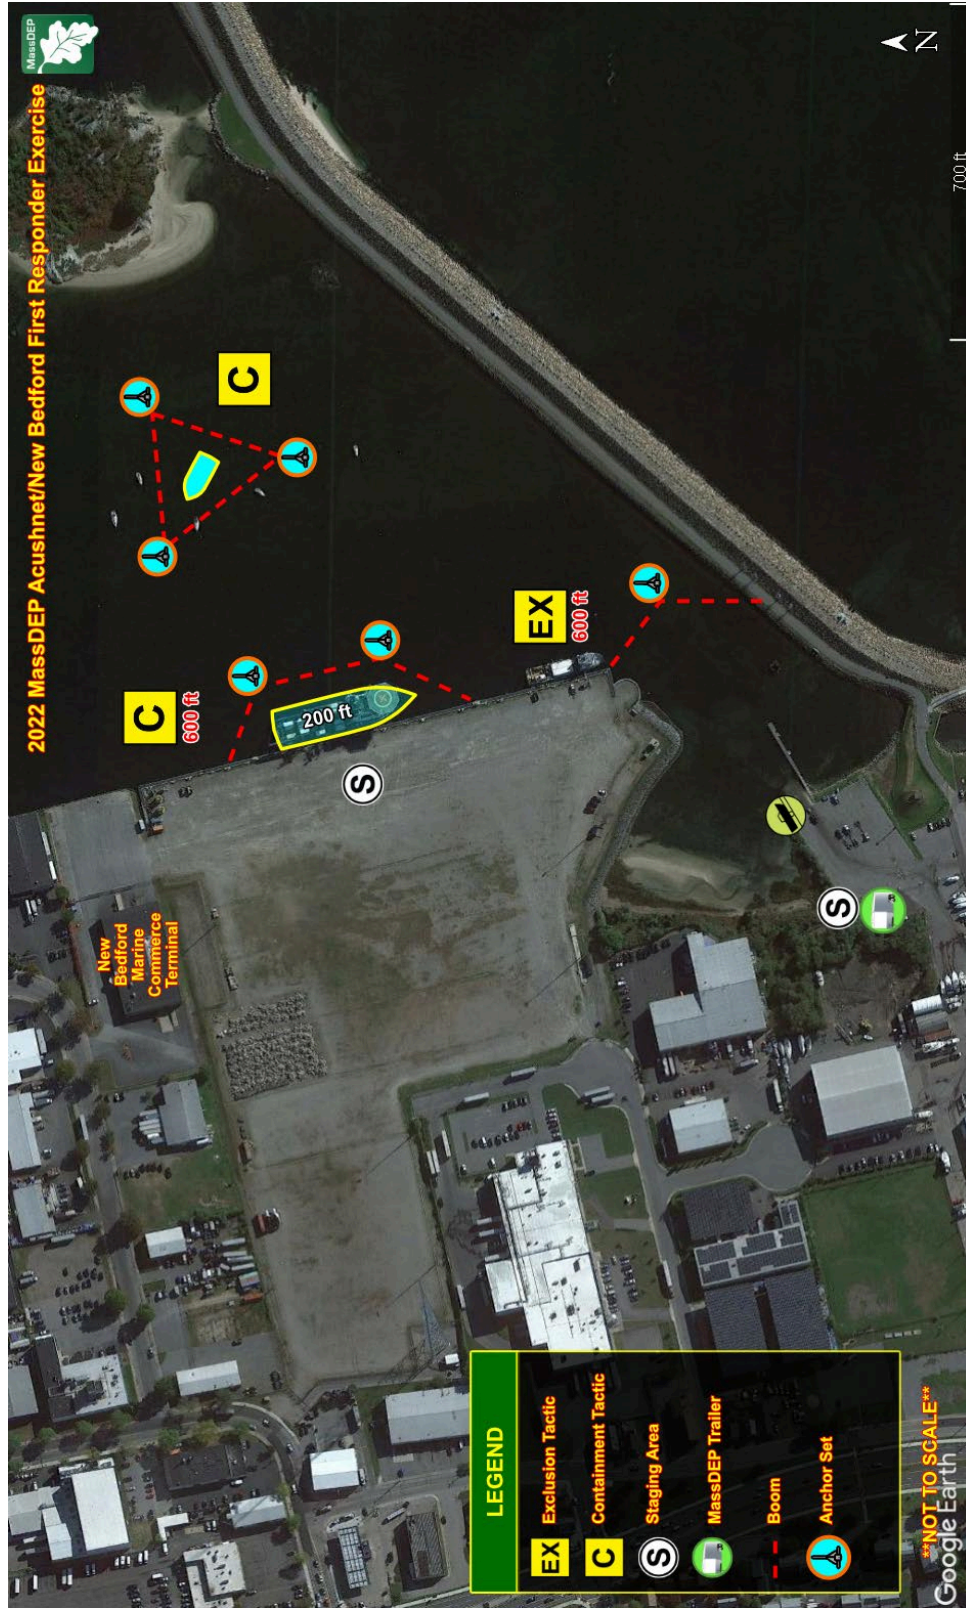 MassDEP
2022 MassDEP Acushnet/New Bedford First Responder Exercise
N
New
Bedford
Marine
Commerce
Terminal
C
600 ft
200 ft
S
C
EX
600 ft
S
LEGEND
EX Exclusion Tactic
C Containment Tactic
S Staging Area
MassDEP Trailer
Boom
Anchor Set
**NOT TO SCALE**
Google Earth
700 ft